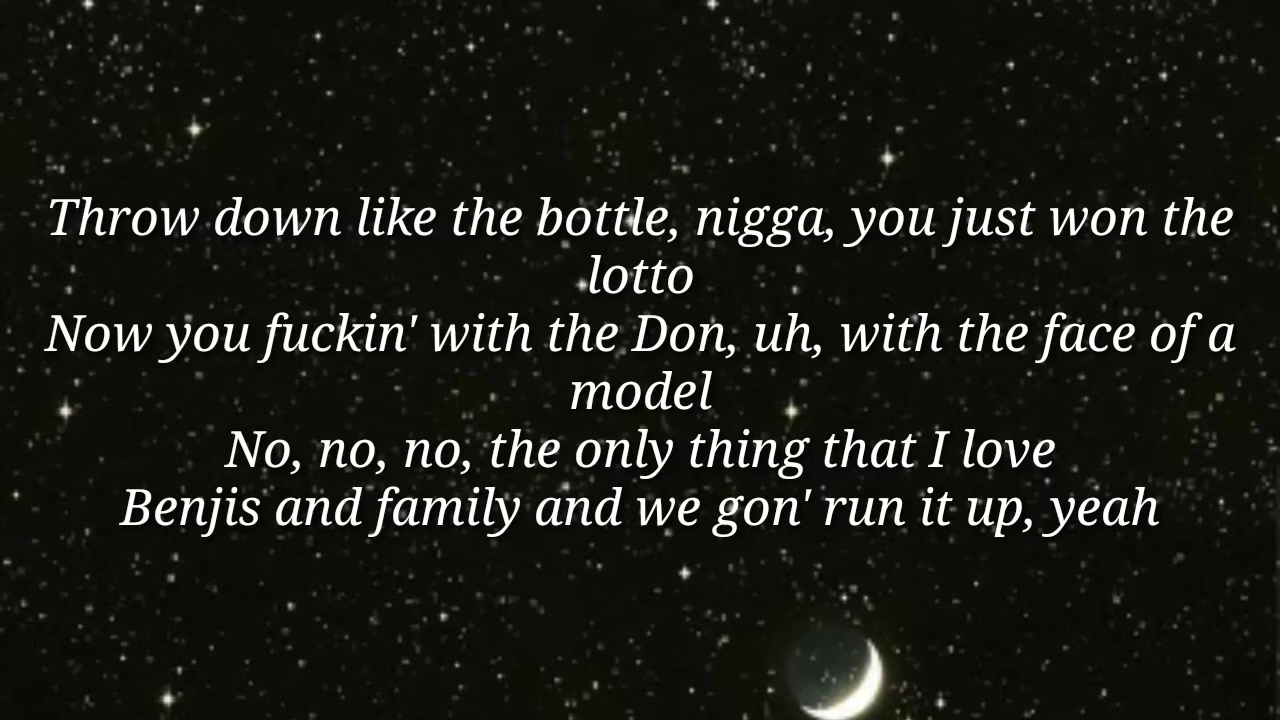 Throw down like the bottle, nigga, you just won the
lotto
Now you fuckin' with the Don, uh, with the face of a
model
No, no, no, the only thing that I love
Benjis and family and we gon' run it up, yeah